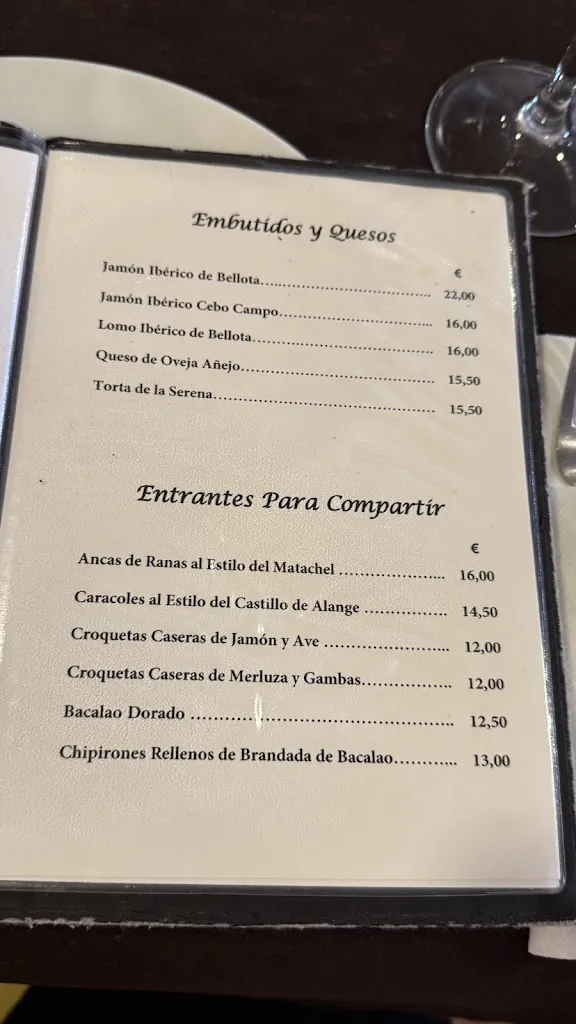 Embutidos y Quesos
€
Jamón Ibérico de Bellota........................................ 22,00
Jamón Ibérico Cebo Campo.................................... 16,00
Lomo Ibérico de Bellota.......................................... 16,00
Queso de Oveja Añejo............................................. 15,50
Torta de la Serena.................................................... 15,50
Entrantes Para Compartir
€
Ancas de Ranas al Estilo del Matachel ...................... 16,00
Caracoles al Estilo del Castillo de Alange ................ 14,50
Croquetas Caseras de Jamón y Ave ......................... 12,00
Croquetas Caseras de Merluza y Gambas.................. 12,00
Bacalao Dorado ................................................ 12,50
Chipirones Rellenos de Brandada de Bacalao............ 13,00